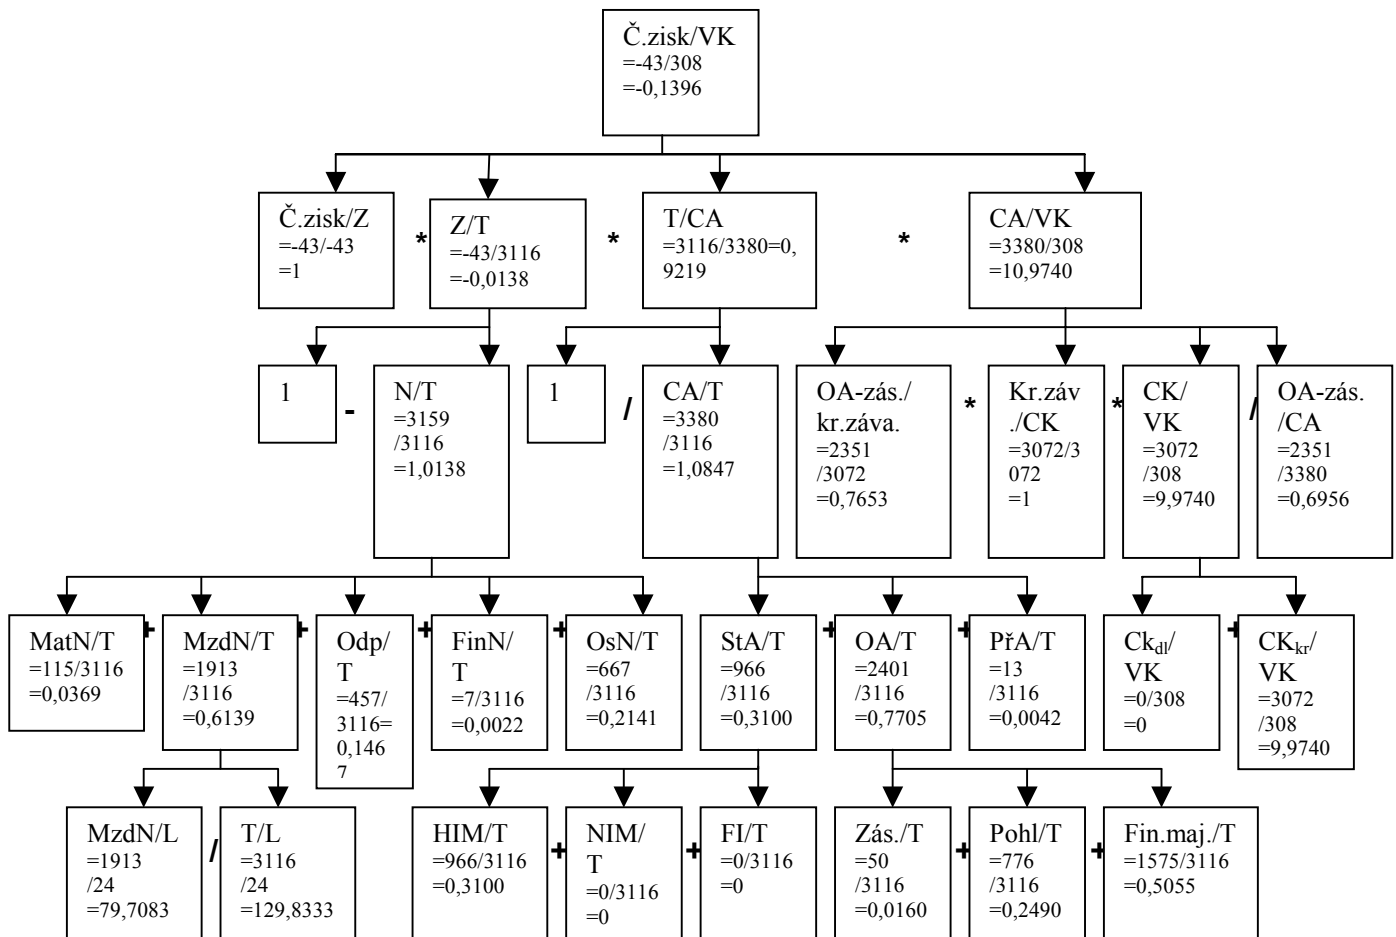 Č.zisk/VK
=-43/308
=-0,1396
Č.zisk/Z
=-43/-43
=1
*
Z/T
=-43/3116
=-0,0138
*
T/CA
=3116/3380=0,
9219
*
CA/VK
=3380/308
=10,9740
1
-
N/T
=3159
/3116
=1,0138
1
/
CA/T
=3380
/3116
=1,0847
OA-zás./
kr.záva.
=2351
/3072
=0,7653
*
Kr.záv
./CK
=3072/3
072
=1
*
CK/
VK
=3072
/308
=9,9740
/
OA-zás.
/CA
=2351
/3380
=0,6956
MatN/T
=115/3116
=0,0369
+
MzdN/T
=1913
/3116
=0,6139
+
Odp/
T
=457/
3116=
0,146
7
+
FinN/
T
=7/3116
=0,0022
+
OsN/T
=667
/3116
=0,2141
StA/T
=966
/3116
=0,3100
+
OA/T
=2401
/3116
=0,7705
+
PřA/T
=13
/3116
=0,0042
Ckdl/
VK
=0/308
=0
+
CKkr/
VK
=3072
/308
=9,9740
MzdN/L
=1913
/24
=79,7083
/
T/L
=3116
/24
=129,8333
HIM/T
=966/3116
=0,3100
+
NIM/
T
=0/3116
=0
+
FI/T
=0/3116
=0
Zás./T
=50
/3116
=0,0160
+
Pohl/T
=776
/3116
=0,2490
+
Fin.maj./T
=1575/3116
=0,5055